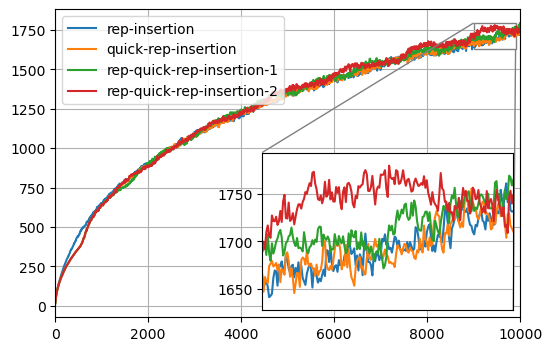 1750
1500
1250
1000
750
500
250
0
rep-insertion
quick-rep-insertion
rep-quick-rep-insertion-1
rep-quick-rep-insertion-2
1750
1700
1650
0 2000 4000 6000 8000 10000